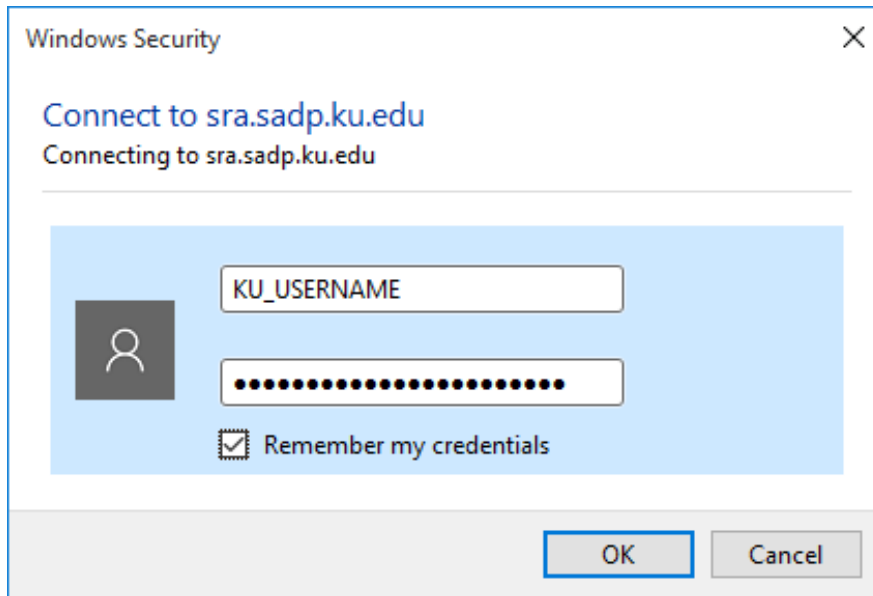 Windows Security
Connect to sra.sadp.ku.edu
Connecting to sra.sadp.ku.edu
KU_USERNAME
●●●●●●●●●●●●●●●●●●●●●●●
Remember my credentials
OK Cancel